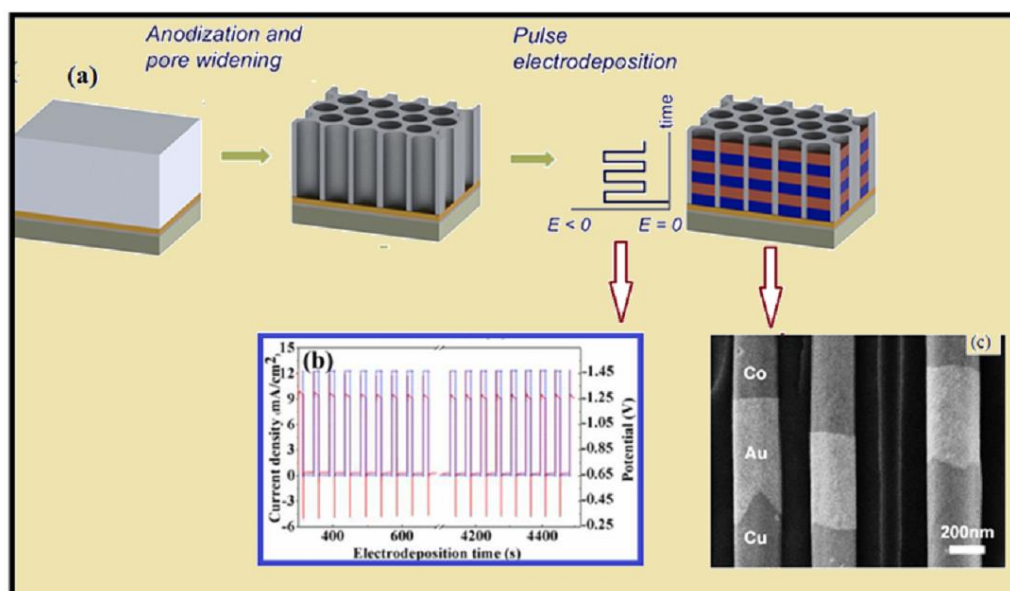 Anodization and
pore widening
Pulse
electrodeposition
(a)
time
E < 0
E = 0
(b)
15
12
9
6
3
0
-3
-6
Current density (mA/cm²)
-1.45
-1.25
-1.05
-0.85
-0.65
-0.45
-0.25
Potential (V)
400
600
4200
4400
Electrodeposition time (s)
(c)
Co
Au
Cu
200nm